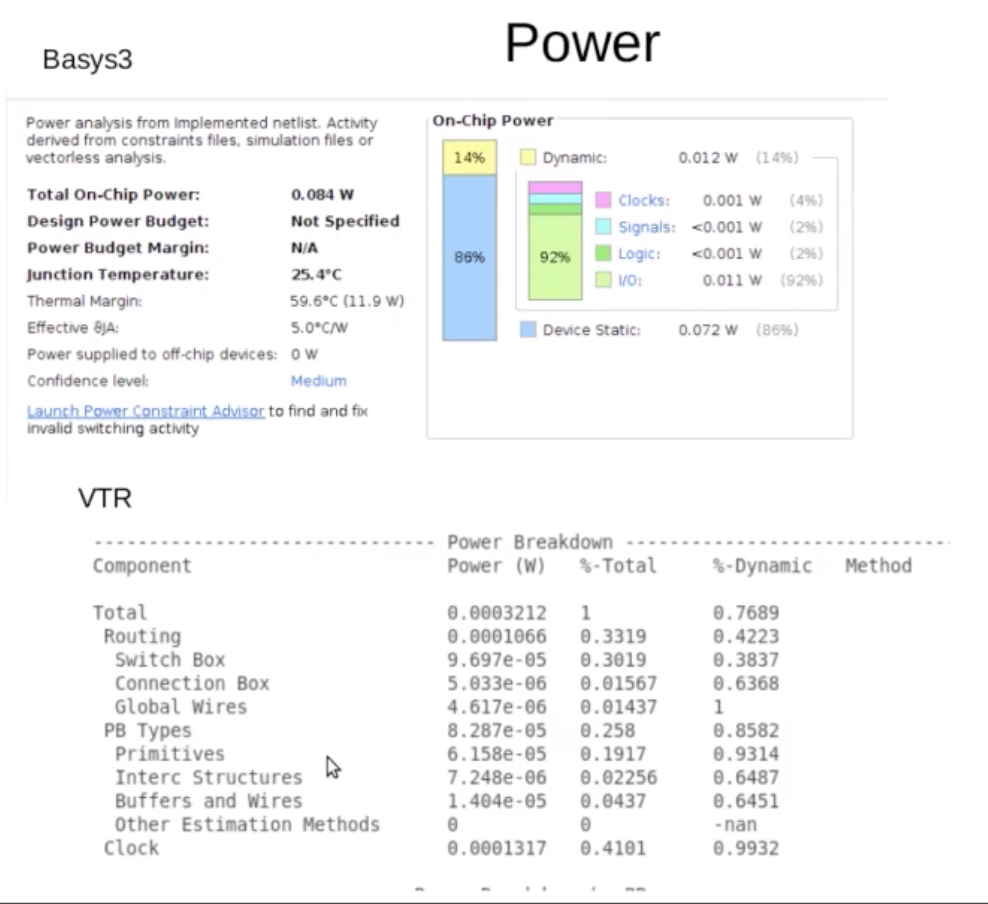 Power
Basys3
Power analysis from Implemented netlist. Activity
derived from constraints files, simulation files or
vectorless analysis.
Total On-Chip Power: 0.084 W
Design Power Budget: Not Specified
Power Budget Margin: N/A
Junction Temperature: 25.4°C
Thermal Margin: 59.6°C (11.9 W)
Effective ϑJA: 5.0°C/W
Power supplied to off-chip devices: 0 W
Confidence level: Medium
Launch Power Constraint Advisor to find and fix
invalid switching activity
On-Chip Power
14%
86%
92%
Dynamic: 0.012 W (14%)
Clocks: 0.001 W (4%)
Signals: <0.001 W (2%)
Logic: <0.001 W (2%)
I/O: 0.011 W (92%)
Device Static: 0.072 W (86%)
VTR
------------------------------- Power Breakdown ------------------------------
Component Power (W) %-Total %-Dynamic Method
Total 0.0003212 1 0.7689
Routing 0.0001066 0.3319 0.4223
Switch Box 9.697e-05 0.3019 0.3837
Connection Box 5.033e-06 0.01567 0.6368
Global Wires 4.617e-06 0.01437 1
PB Types 8.287e-05 0.258 0.8582
Primitives 6.158e-05 0.1917 0.9314
Interc Structures 7.248e-06 0.02256 0.6487
Buffers and Wires 1.404e-05 0.0437 0.6451
Other Estimation Methods 0 0 -nan
Clock 0.0001317 0.4101 0.9932